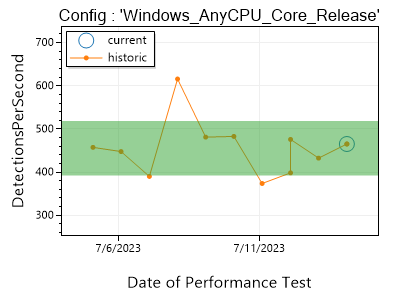 Config : 'Windows_AnyCPU_Core_Release'
current
historic
DetectionsPerSecond
700
600
500
400
300
7/6/2023
7/11/2023
Date of Performance Test